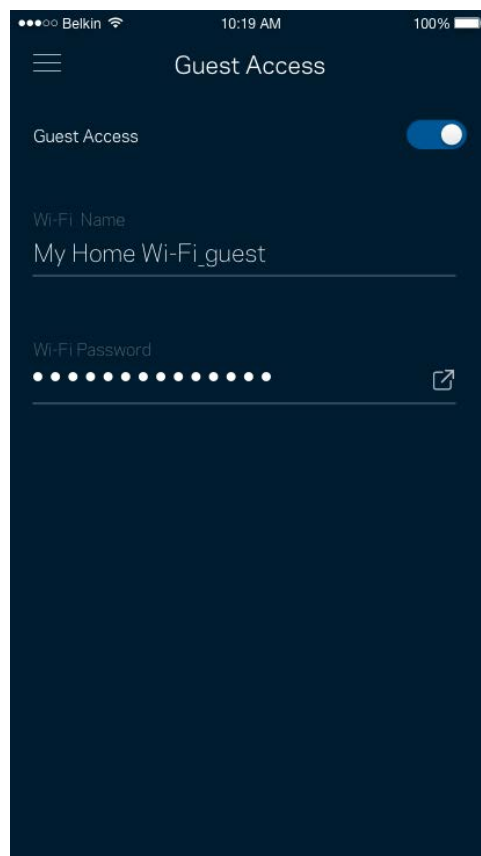 Belkin 10:19 AM 100%
Guest Access
Guest Access
Wi-Fi Name
My Home Wi-Fi_guest
Wi-Fi Password
●●●●●●●●●●●●●●